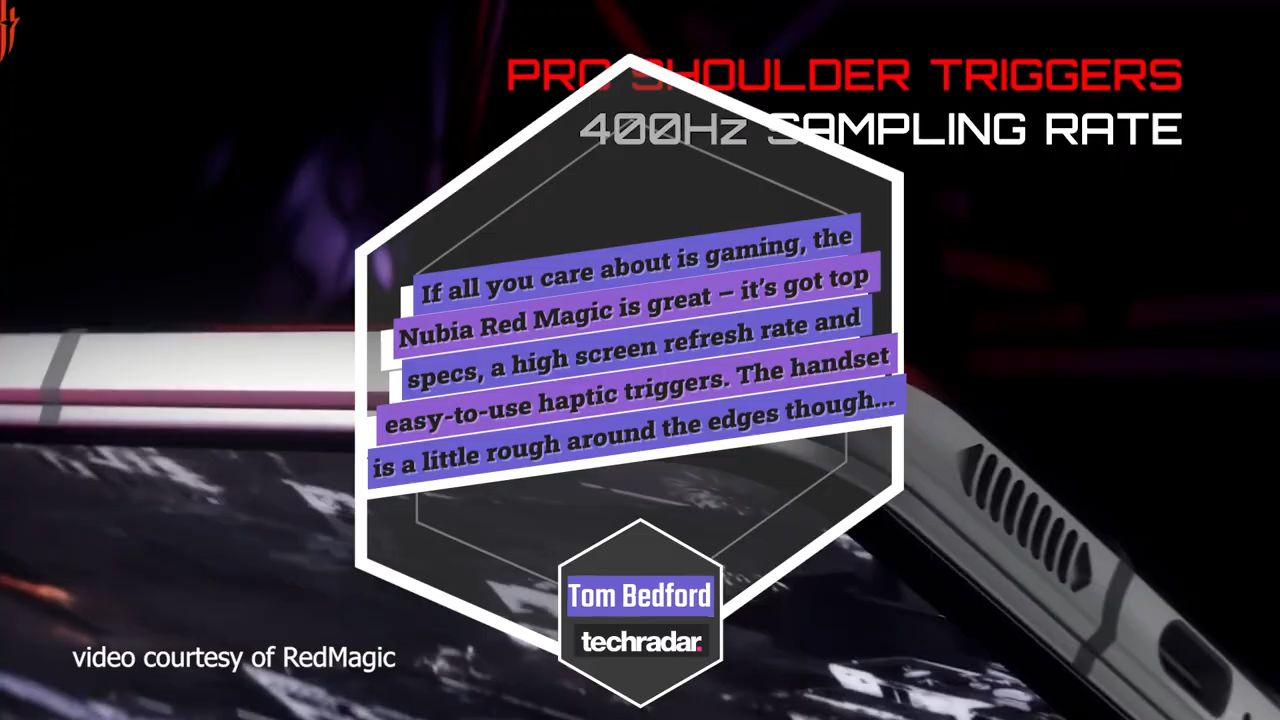 PRO SHOULDER TRIGGERS
400Hz SAMPLING RATE
If all you care about is gaming, the
Nubia Red Magic is great – it's got top
specs, a high screen refresh rate and
easy-to-use haptic triggers. The handset
is a little rough around the edges though...
Tom Bedford
techradar.
video courtesy of RedMagic